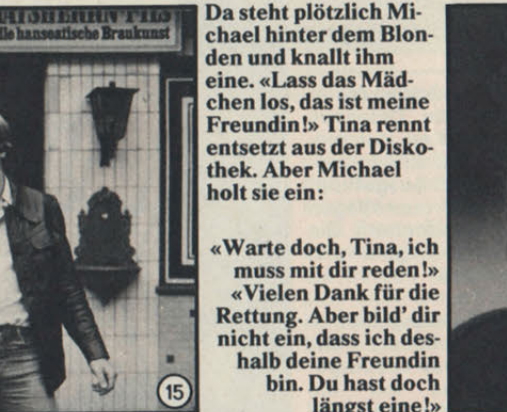 RATSHERRN PILS
lle hanseatische Braukunst
Da steht plötzlich Mi-
chael hinter dem Blon-
den und knallt ihm
eine. «Lass das Mäd-
chen los, das ist meine
Freundin!» Tina rennt
entsetzt aus der Disko-
thek. Aber Michael
holt sie ein:
«Warte doch, Tina, ich
muss mit dir reden!»
«Vielen Dank für die
Rettung. Aber bild' dir
nicht ein, dass ich des-
halb deine Freundin
bin. Du hast doch
längst eine!»
15